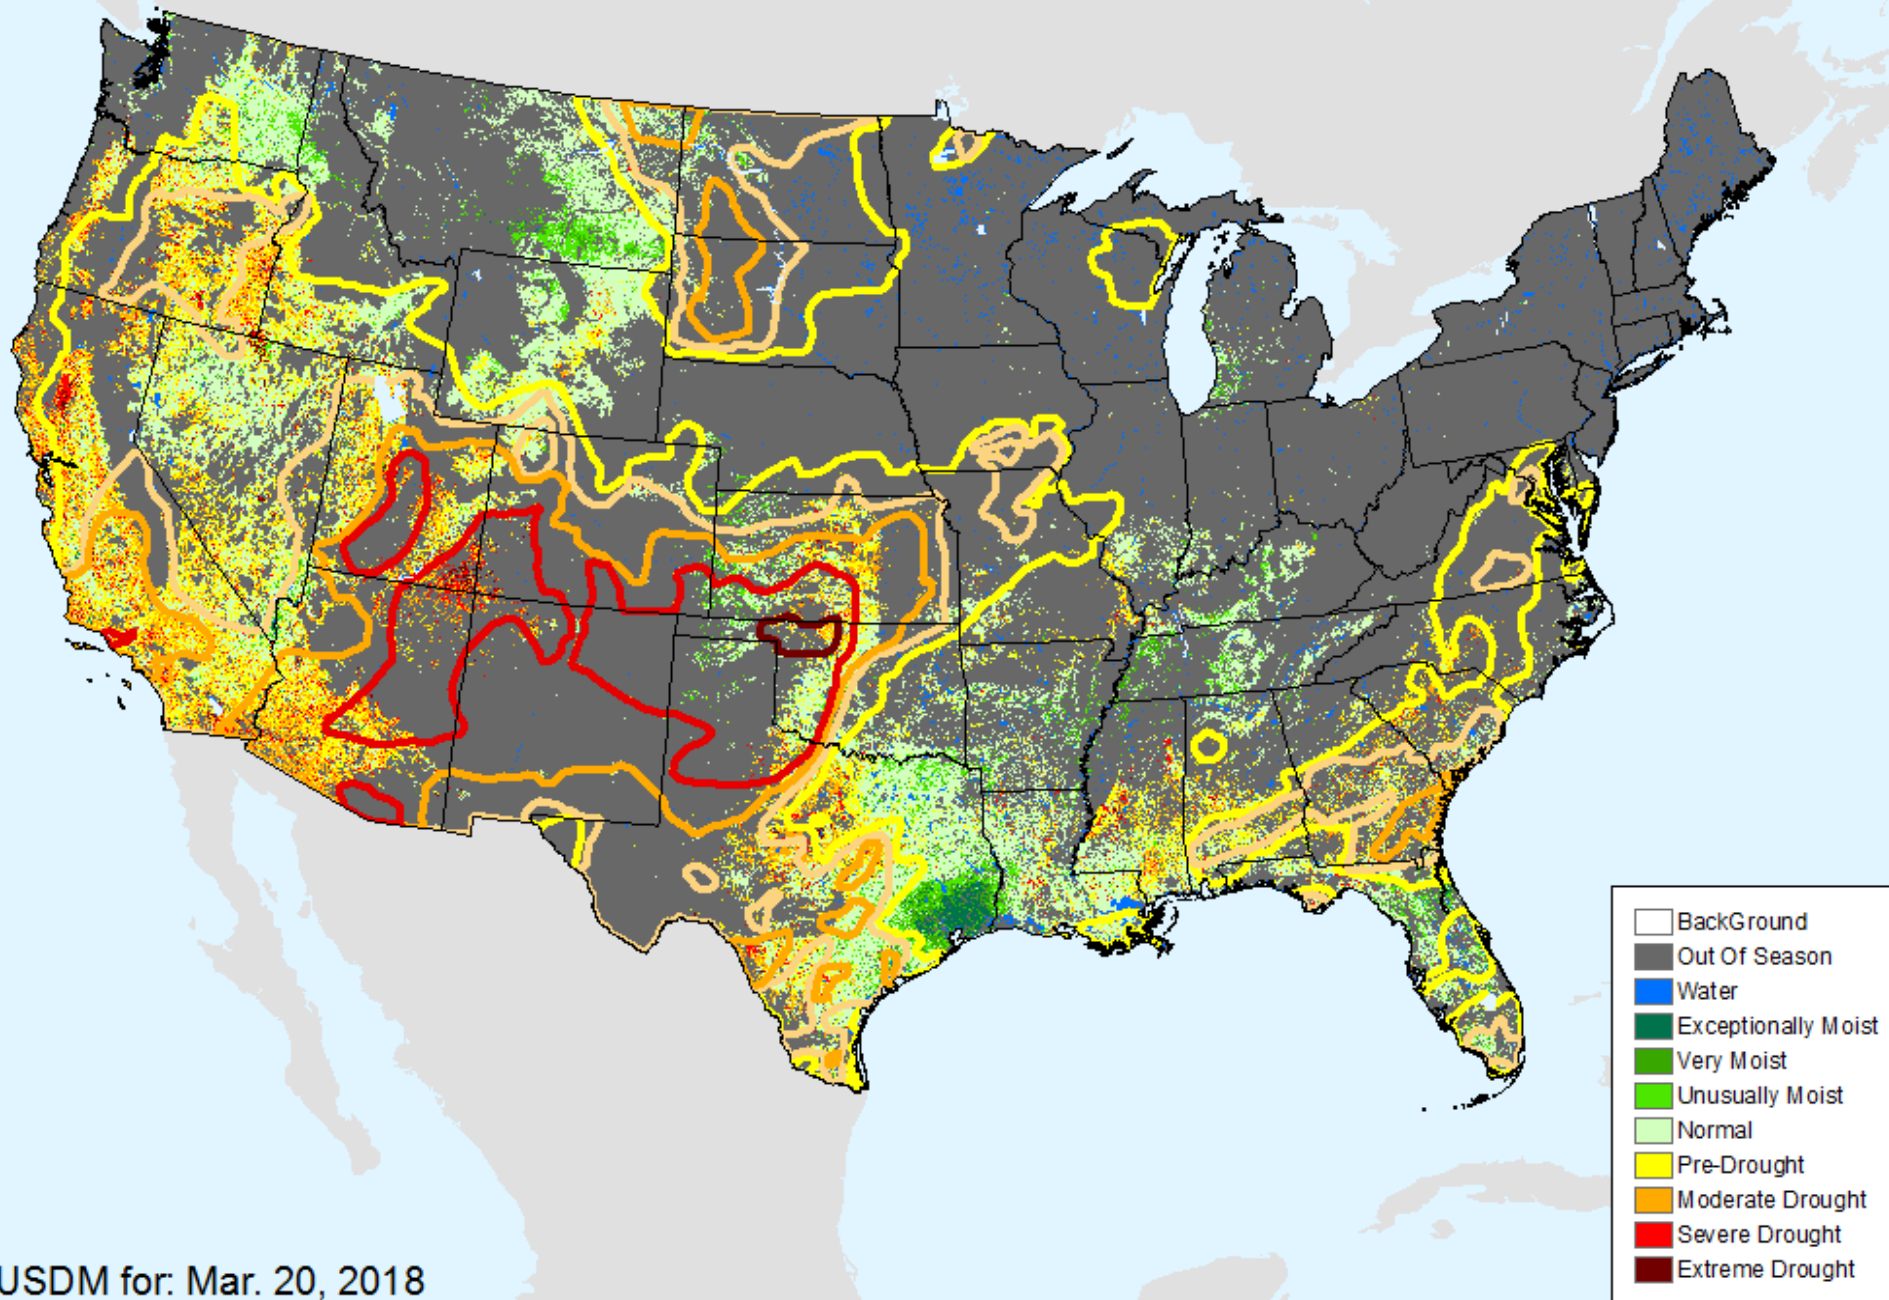 BackGround
Out Of Season
Water
Exceptionally Moist
Very Moist
Unusually Moist
Normal
Pre-Drought
Moderate Drought
Severe Drought
Extreme Drought
USDM for: Mar. 20, 2018